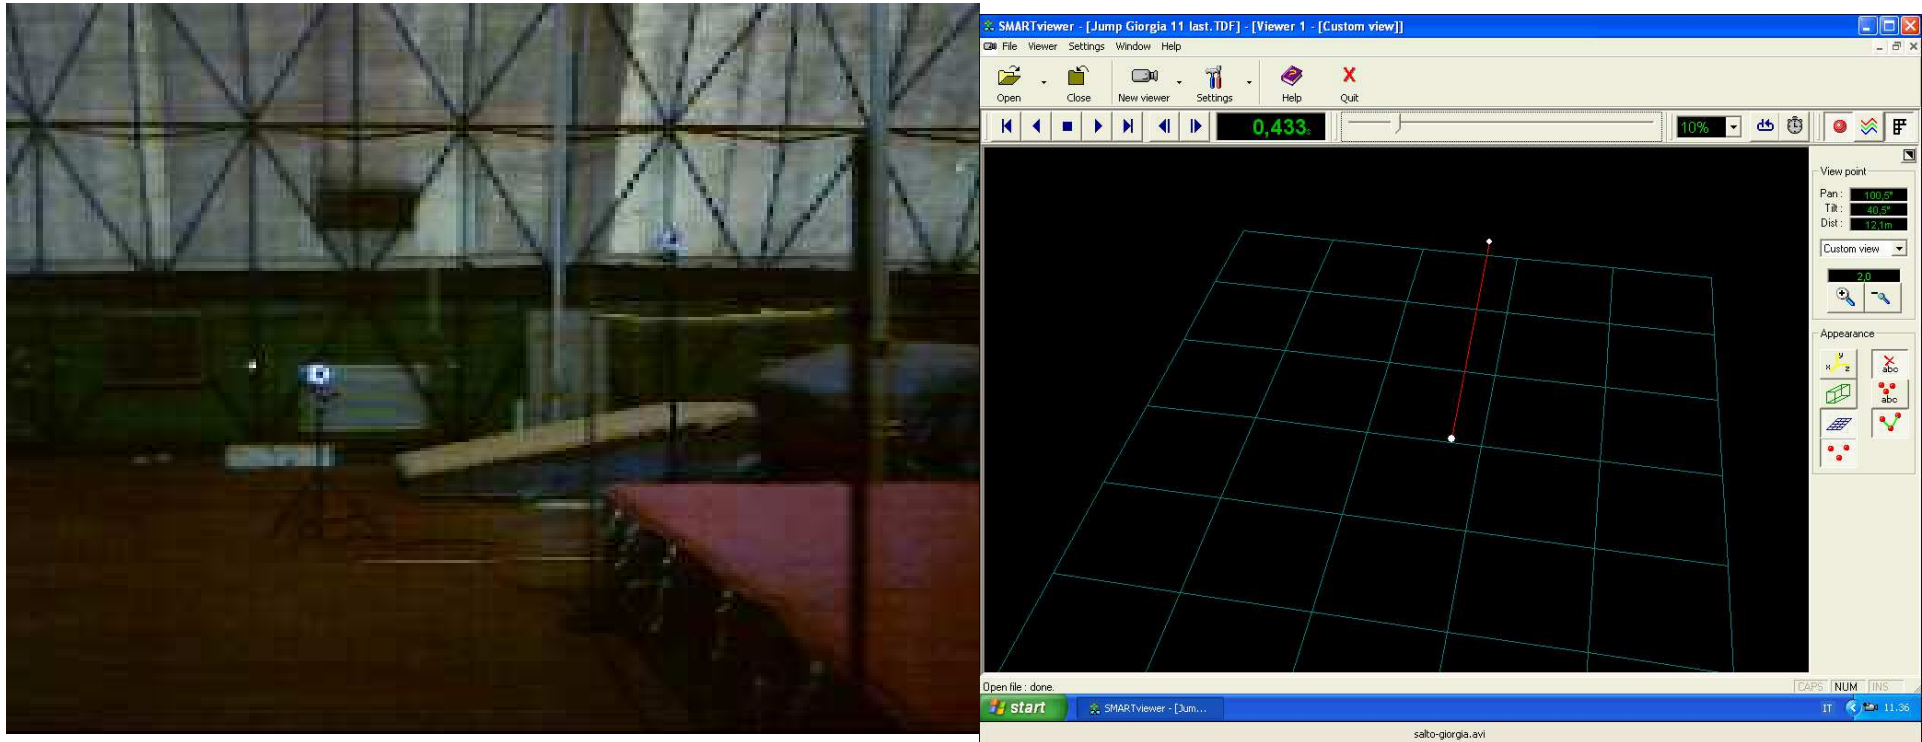 SMARTviewer - [Jump Giorgia 11 last.TDF] - [Viewer 1 - [Custom view]]
File Viewer Settings Window Help
Open Close New viewer Settings Help Quit
0,433s 10%
View point
Pan : 100,5°
Tilt : 40,5°
Dist : 12,1m
Custom view
2,0
Appearance
y
x z abc
abc
Open file : done. CAPS NUM INS
start SMARTviewer - [Jum... IT 11.36
salto-giorgia.avi